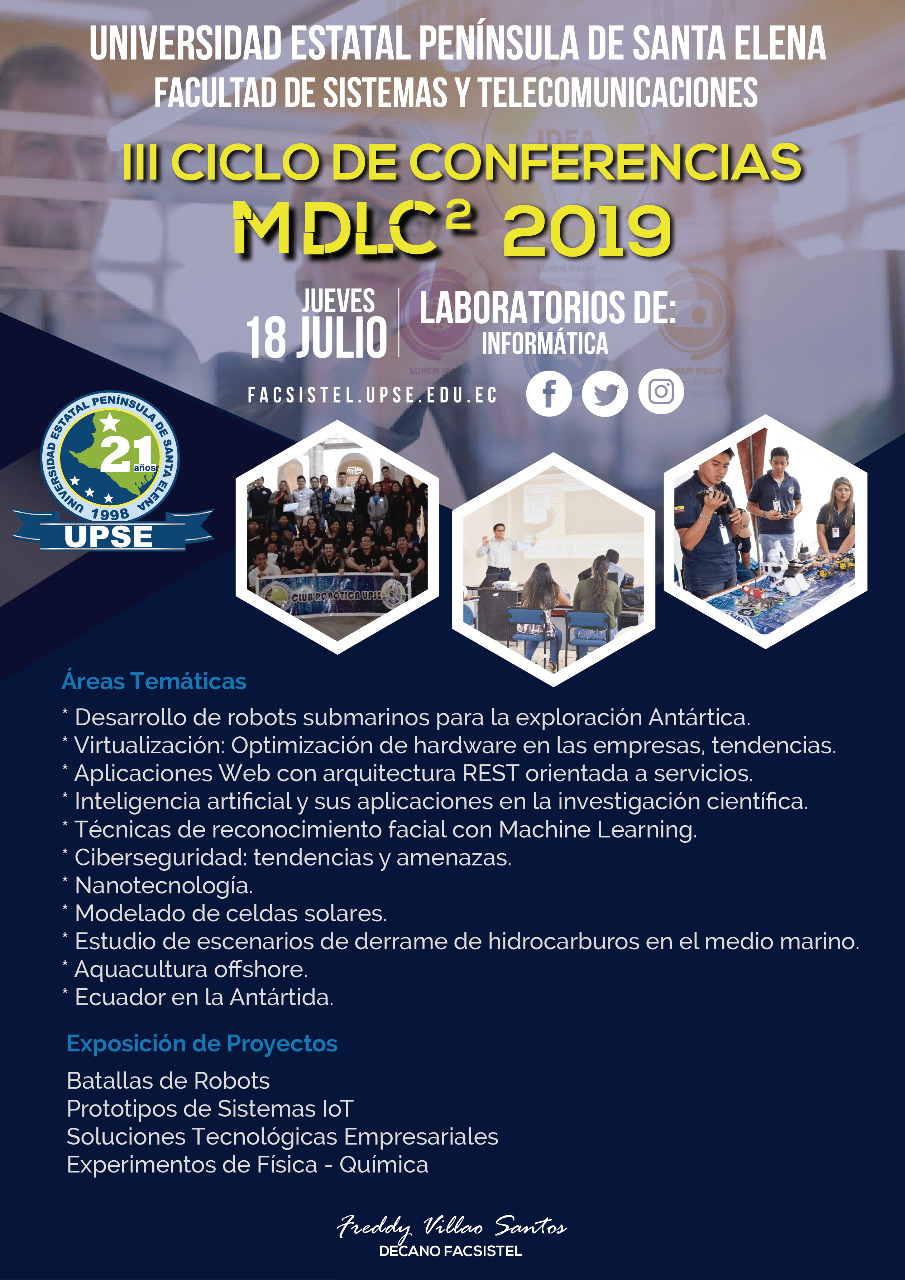 UNIVERSIDAD ESTATAL PENÍNSULA DE SANTA ELENA
FACULTAD DE SISTEMAS Y TELECOMUNICACIONES
III CICLO DE CONFERENCIAS
MDLC² 2019
JUEVES
18 JULIO
LABORATORIOS DE:
INFORMÁTICA
FACSISTEL.UPSE.EDU.EC
UNIVERSIDAD ESTATAL PENÍNSULA DE SANTA ELENA
21
años
1998
UPSE
CLUB ROBOTICA UPSE
Áreas Temáticas
* Desarrollo de robots submarinos para la exploración Antártica.
* Virtualización: Optimización de hardware en las empresas, tendencias.
* Aplicaciones Web con arquitectura REST orientada a servicios.
* Inteligencia artificial y sus aplicaciones en la investigación científica.
* Técnicas de reconocimiento facial con Machine Learning.
* Ciberseguridad: tendencias y amenazas.
* Nanotecnología.
* Modelado de celdas solares.
* Estudio de escenarios de derrame de hidrocarburos en el medio marino.
* Aquacultura offshore.
* Ecuador en la Antártida.
Exposición de Proyectos
Batallas de Robots
Prototipos de Sistemas IoT
Soluciones Tecnológicas Empresariales
Experimentos de Física - Química
Freddy Villao Santos
DECANO FACSISTEL